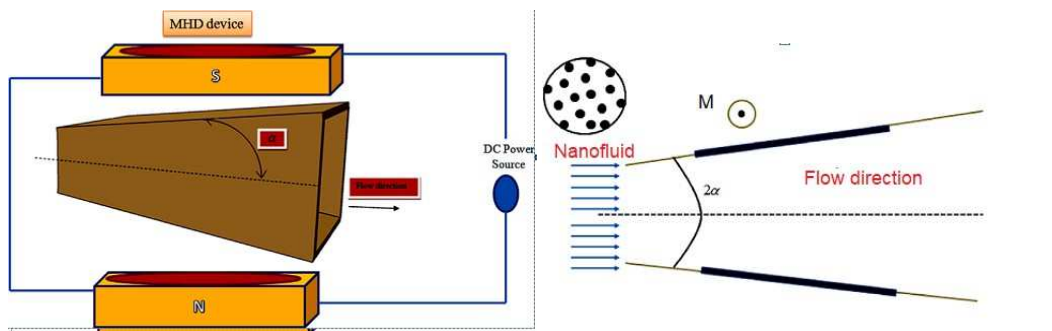 MHD device
S
α
DC Power
Source
Flow direction
N
Nanofluid
M
2α
Flow direction